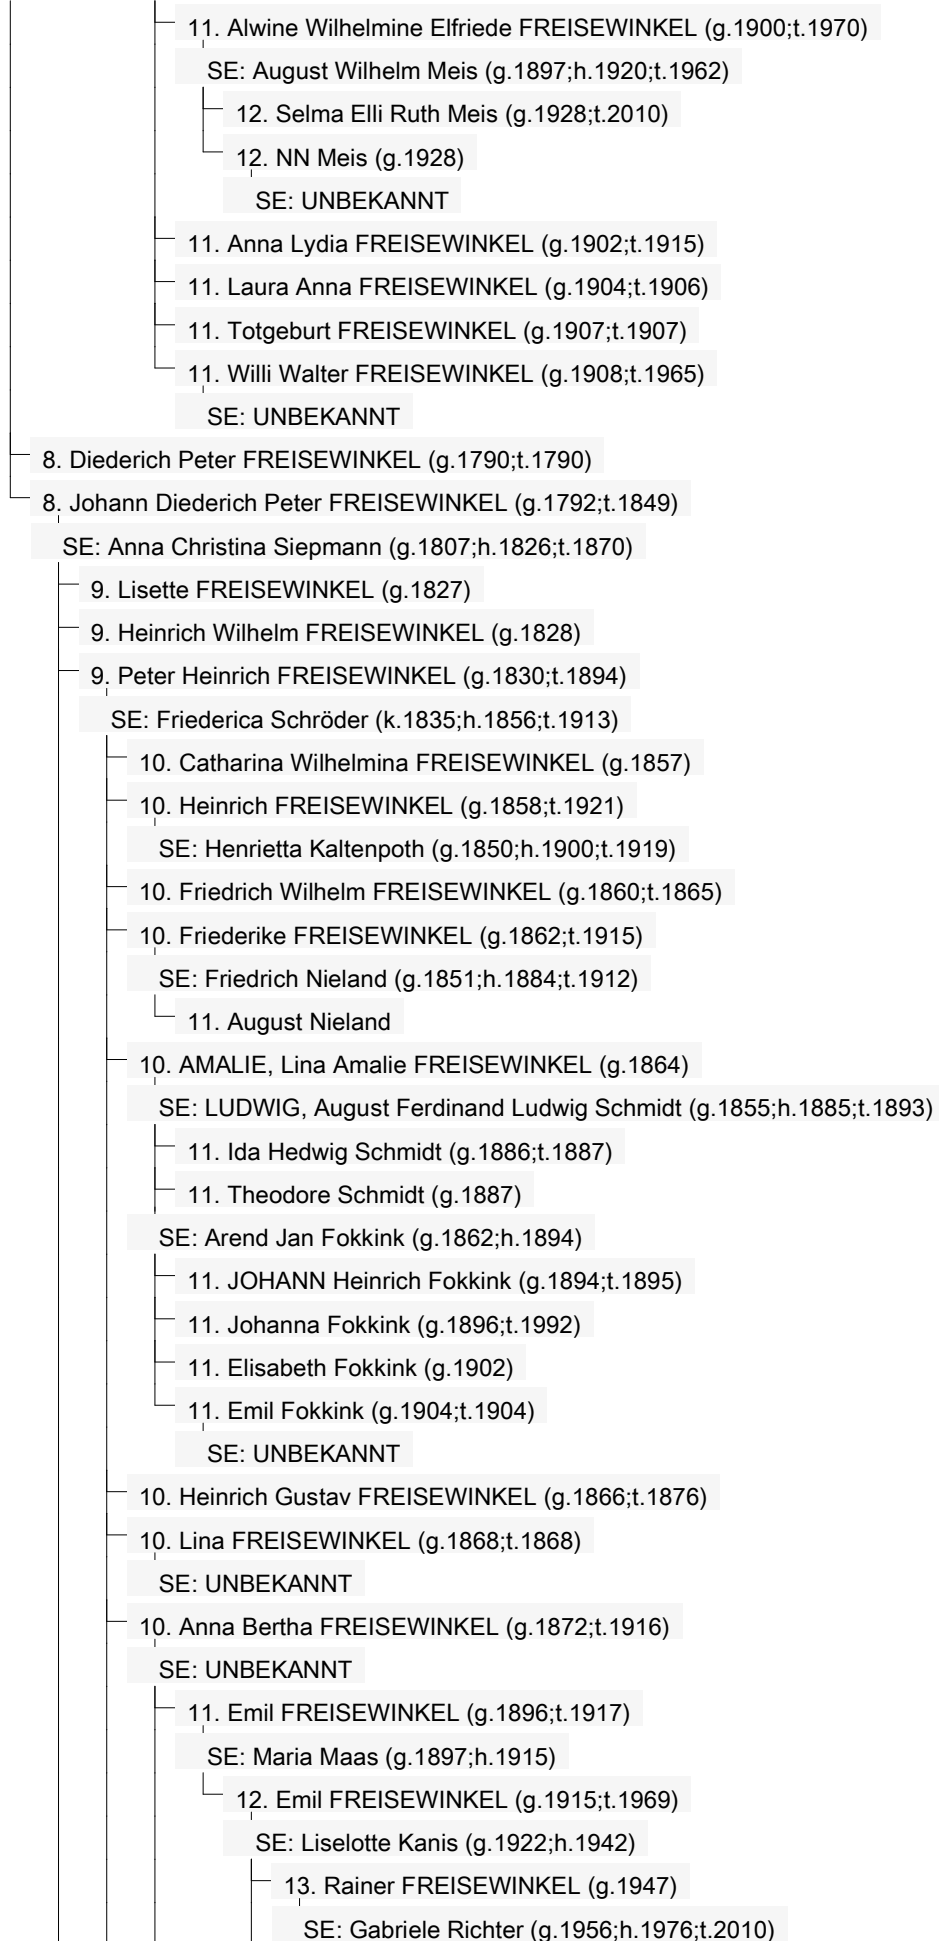 11. Alwine Wilhelmine Elfriede FREISEWINKEL (g.1900;t.1970)
SE: August Wilhelm Meis (g.1897;h.1920;t.1962)
12. Selma Elli Ruth Meis (g.1928;t.2010)
12. NN Meis (g.1928)
SE: UNBEKANNT
11. Anna Lydia FREISEWINKEL (g.1902;t.1915)
11. Laura Anna FREISEWINKEL (g.1904;t.1906)
11. Totgeburt FREISEWINKEL (g.1907;t.1907)
11. Willi Walter FREISEWINKEL (g.1908;t.1965)
SE: UNBEKANNT
8. Diederich Peter FREISEWINKEL (g.1790;t.1790)
8. Johann Diederich Peter FREISEWINKEL (g.1792;t.1849)
SE: Anna Christina Siepmann (g.1807;h.1826;t.1870)
9. Lisette FREISEWINKEL (g.1827)
9. Heinrich Wilhelm FREISEWINKEL (g.1828)
9. Peter Heinrich FREISEWINKEL (g.1830;t.1894)
SE: Friederica Schröder (k.1835;h.1856;t.1913)
10. Catharina Wilhelmina FREISEWINKEL (g.1857)
10. Heinrich FREISEWINKEL (g.1858;t.1921)
SE: Henrietta Kaltenpoth (g.1850;h.1900;t.1919)
10. Friedrich Wilhelm FREISEWINKEL (g.1860;t.1865)
10. Friederike FREISEWINKEL (g.1862;t.1915)
SE: Friedrich Nieland (g.1851;h.1884;t.1912)
11. August Nieland
10. AMALIE, Lina Amalie FREISEWINKEL (g.1864)
SE: LUDWIG, August Ferdinand Ludwig Schmidt (g.1855;h.1885;t.1893)
11. Ida Hedwig Schmidt (g.1886;t.1887)
11. Theodore Schmidt (g.1887)
SE: Arend Jan Fokkink (g.1862;h.1894)
11. JOHANN Heinrich Fokkink (g.1894;t.1895)
11. Johanna Fokkink (g.1896;t.1992)
11. Elisabeth Fokkink (g.1902)
11. Emil Fokkink (g.1904;t.1904)
SE: UNBEKANNT
10. Heinrich Gustav FREISEWINKEL (g.1866;t.1876)
10. Lina FREISEWINKEL (g.1868;t.1868)
SE: UNBEKANNT
10. Anna Bertha FREISEWINKEL (g.1872;t.1916)
SE: UNBEKANNT
11. Emil FREISEWINKEL (g.1896;t.1917)
SE: Maria Maas (g.1897;h.1915)
12. Emil FREISEWINKEL (g.1915;t.1969)
SE: Liselotte Kanis (g.1922;h.1942)
13. Rainer FREISEWINKEL (g.1947)
SE: Gabriele Richter (g.1956;h.1976;t.2010)